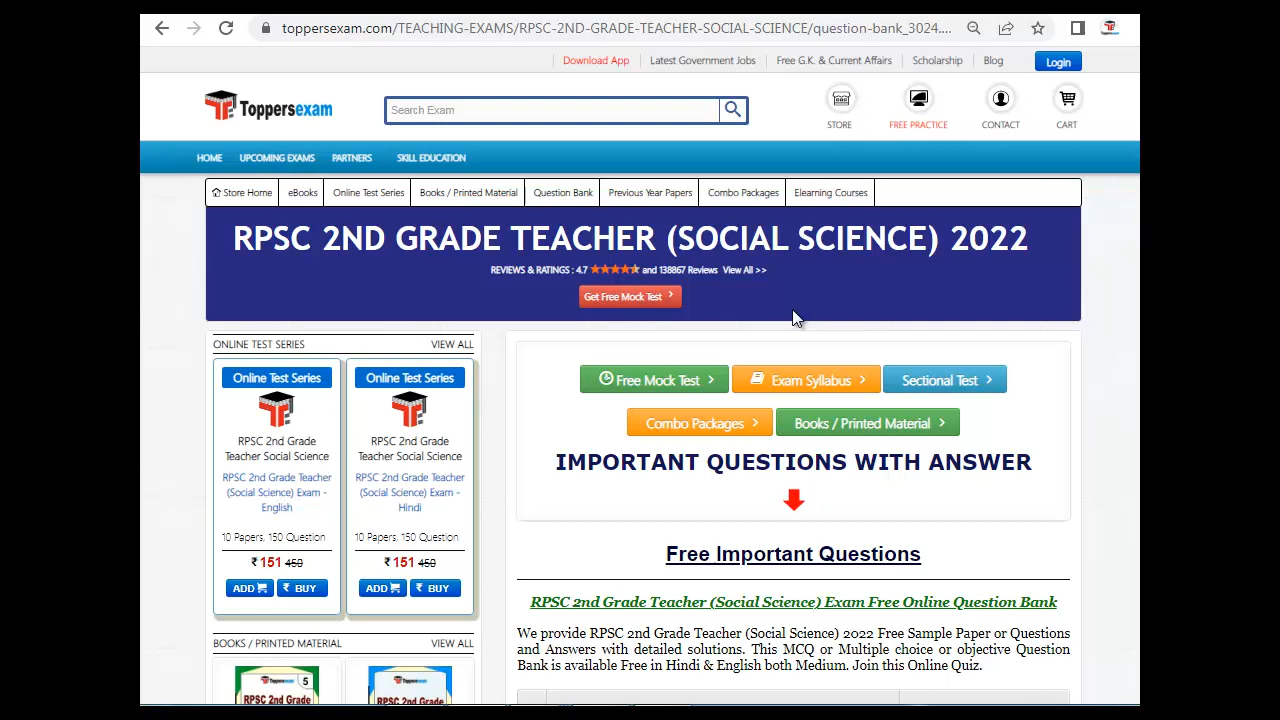 toppersexam.com/TEACHING-EXAMS/RPSC-2ND-GRADE-TEACHER-SOCIAL-SCIENCE/question-bank_3024....
Download App Latest Government Jobs Free G.K. & Current Affairs Scholarship Blog Login
Toppersexam
Search Exam
STORE FREE PRACTICE CONTACT CART
HOME UPCOMING EXAMS PARTNERS SKILL EDUCATION
Store Home eBooks Online Test Series Books / Printed Material Question Bank Previous Year Papers Combo Packages Elearning Courses
RPSC 2ND GRADE TEACHER (SOCIAL SCIENCE) 2022
REVIEWS & RATINGS : 4.7 and 138867 Reviews View All >>
Get Free Mock Test
ONLINE TEST SERIES VIEW ALL
Online Test Series
RPSC 2nd Grade
Teacher Social Science
RPSC 2nd Grade Teacher
(Social Science) Exam -
English
10 Papers, 150 Question
₹ 151 450
ADD ₹ BUY
Online Test Series
RPSC 2nd Grade
Teacher Social Science
RPSC 2nd Grade Teacher
(Social Science) Exam -
Hindi
10 Papers, 150 Question
₹ 151 450
ADD ₹ BUY
BOOKS / PRINTED MATERIAL VIEW ALL
Toppersexam 5
RPSC 2nd Grade
Toppersexam
RPSC 2nd Grade
Free Mock Test Exam Syllabus Sectional Test
Combo Packages Books / Printed Material
IMPORTANT QUESTIONS WITH ANSWER
Free Important Questions
RPSC 2nd Grade Teacher (Social Science) Exam Free Online Question Bank
We provide RPSC 2nd Grade Teacher (Social Science) 2022 Free Sample Paper or Questions
and Answers with detailed solutions. This MCQ or Multiple choice or objective Question
Bank is available Free in Hindi & English both Medium. Join this Online Quiz.